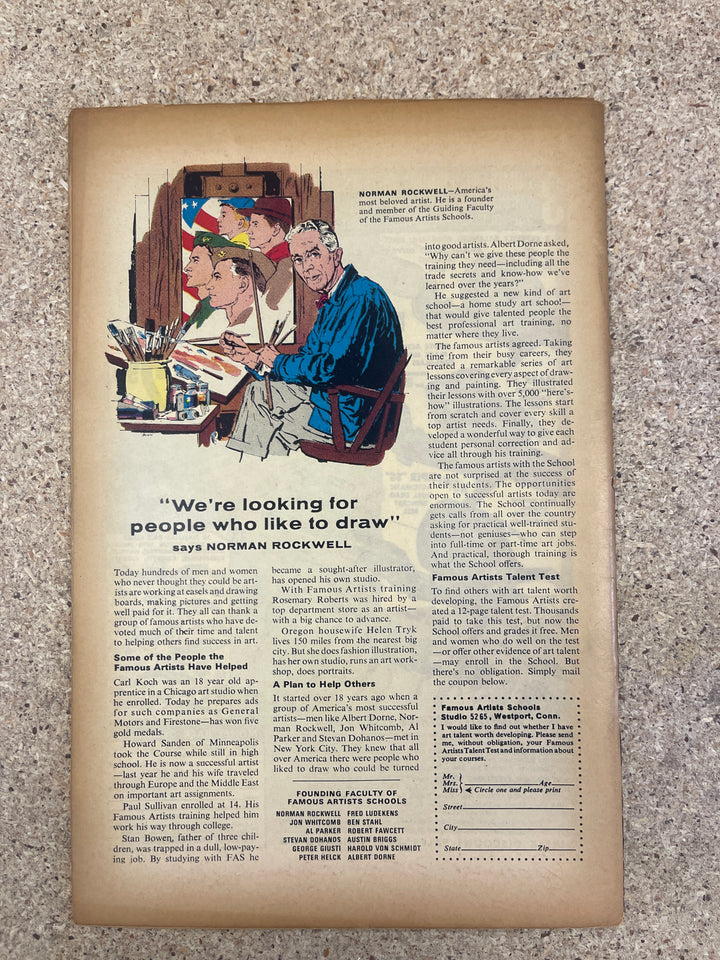 NORMAN ROCKWELL—America's
most beloved artist. He is a founder
and member of the Guiding Faculty
of the Famous Artists Schools.
"We're looking for
people who like to draw"
says NORMAN ROCKWELL
Today hundreds of men and women
who never thought they could be art-
ists are working at easels and drawing
boards, making pictures and getting
well paid for it. They all can thank a
group of famous artists who have de-
voted much of their time and talent
to helping others find success in art.
Some of the People the
Famous Artists Have Helped
Carl Koch was an 18 year old ap-
prentice in a Chicago art studio when
he enrolled. Today he prepares ads
for such companies as General
Motors and Firestone—has won five
gold medals.
Howard Sanden of Minneapolis
took the Course while still in high
school. He is now a successful artist
—last year he and his wife traveled
through Europe and the Middle East
on important art assignments.
Paul Sullivan enrolled at 14. His
Famous Artists training helped him
work his way through college.
Stan Bowen, father of three chil-
dren, was trapped in a dull, low-pay-
ing job. By studying with FAS he
became a sought-after illustrator,
has opened his own studio.
With Famous Artists training
Rosemary Roberts was hired by a
top department store as an artist—
with a big chance to advance.
Oregon housewife Helen Tryk
lives 150 miles from the nearest big
city. But she does fashion illustration,
has her own studio, runs an art work-
shop, does portraits.
A Plan to Help Others
It started over 18 years ago when a
group of America's most successful
artists—men like Albert Dorne, Nor-
man Rockwell, Jon Whitcomb, Al
Parker and Stevan Dohanos—met in
New York City. They knew that all
over America there were people who
liked to draw who could be turned
into good artists. Albert Dorne asked,
"Why can't we give these people the
training they need—including all the
trade secrets and know-how we've
learned over the years?"
He suggested a new kind of art
school—a home study art school—
that would give talented people the
best professional art training, no
matter where they live.
The famous artists agreed. Taking
time from their busy careers, they
created a remarkable series of art
lessons covering every aspect of draw-
ing and painting. They illustrated
their lessons with over 5,000 "here's-
how" illustrations. The lessons start
from scratch and cover every skill a
top artist needs. Finally, they de-
veloped a wonderful way to give each
student personal correction and ad-
vice all through his training.
The famous artists with the School
are not surprised at the success of
their students. The opportunities
open to successful artists today are
enormous. The School continually
gets calls from all over the country
asking for practical well-trained stu-
dents—not geniuses—who can step
into full-time or part-time art jobs.
And practical, thorough training is
what the School offers.
Famous Artists Talent Test
To find others with art talent worth
developing, the Famous Artists cre-
ated a 12-page talent test. Thousands
paid to take this test, but now the
School offers and grades it free. Men
and women who do well on the test
—or offer other evidence of art talent
—may enroll in the School. But
there's no obligation. Simply mail
the coupon below.
FOUNDING FACULTY OF
FAMOUS ARTISTS SCHOOLS
NORMAN ROCKWELL FRED LUDEKENS
JON WHITCOMB BEN STAHL
AL PARKER ROBERT FAWCETT
STEVAN DOHANOS AUSTIN BRIGGS
GEORGE GIUSTI HAROLD VON SCHMIDT
PETER HELCK ALBERT DORNE
Famous Artists Schools
Studio 5265, Westport, Conn.
I would like to find out whether I have
art talent worth developing. Please send
me, without obligation, your Famous
Artists Talent Test and information about
your courses.
Mr.
Mrs. Age
Miss Circle one and please print
Street
City
State Zip